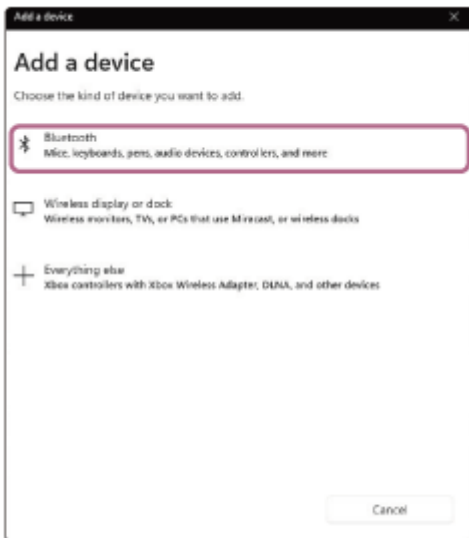 Add a device
Add a device
Choose the kind of device you want to add.
Bluetooth
Mice, keyboards, pens, audio devices, controllers, and more
Wireless display or dock
Wireless monitors, TVs, or PCs that use Miracast, or wireless docks
Everything else
Xbox controllers with Xbox Wireless Adapter, DLNA, and other devices
Cancel